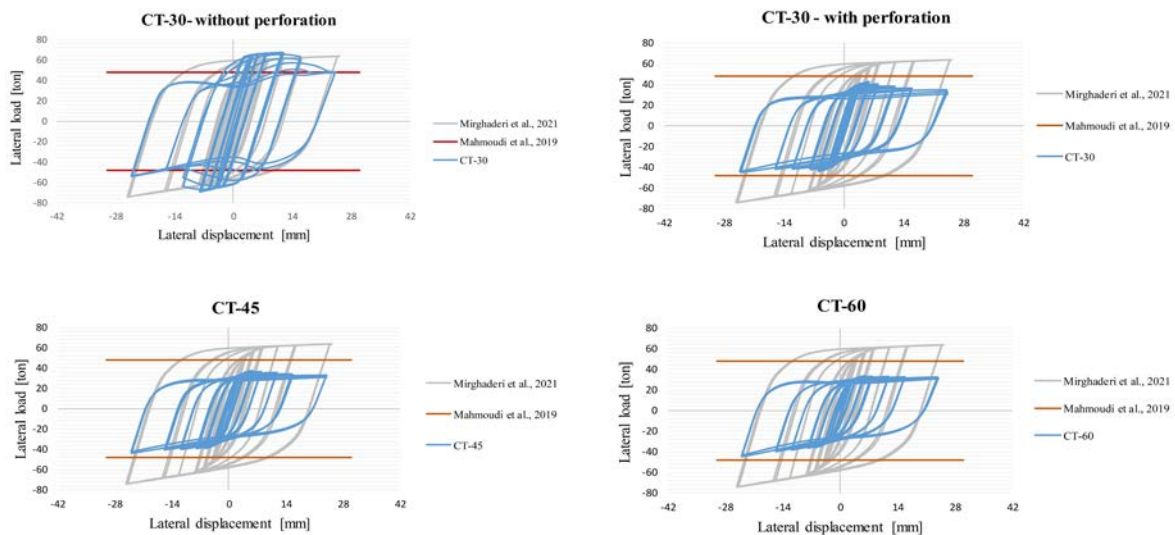 CT-30- without perforation
80
60
40
20
0
-20
-40
-60
-80
-42
-28
-14
0
14
28
42
Lateral load [ton]
Lateral displacement [mm]
Mirghaderi et al., 2021
Mahmoudi et al., 2019
CT-30
CT-30 - with perforation
80
60
40
20
0
-20
-40
-60
-80
-42
-28
-14
0
14
28
42
Lateral load [ton]
Lateral displacement [mm]
Mirghaderi et al., 2021
Mahmoudi et al., 2019
CT-30
CT-45
80
60
40
20
0
-20
-40
-60
-80
-42
-28
-14
0
14
28
42
Lateral load [ton]
Lateral displacement [mm]
Mirghaderi et al., 2021
Mahmoudi et al., 2019
CT-45
CT-60
80
60
40
20
0
-20
-40
-60
-80
-42
-28
-14
0
14
28
42
Lateral load [ton]
Lateral displacement [mm]
Mirghaderi et al., 2021
Mahmoudi et al., 2019
CT-60